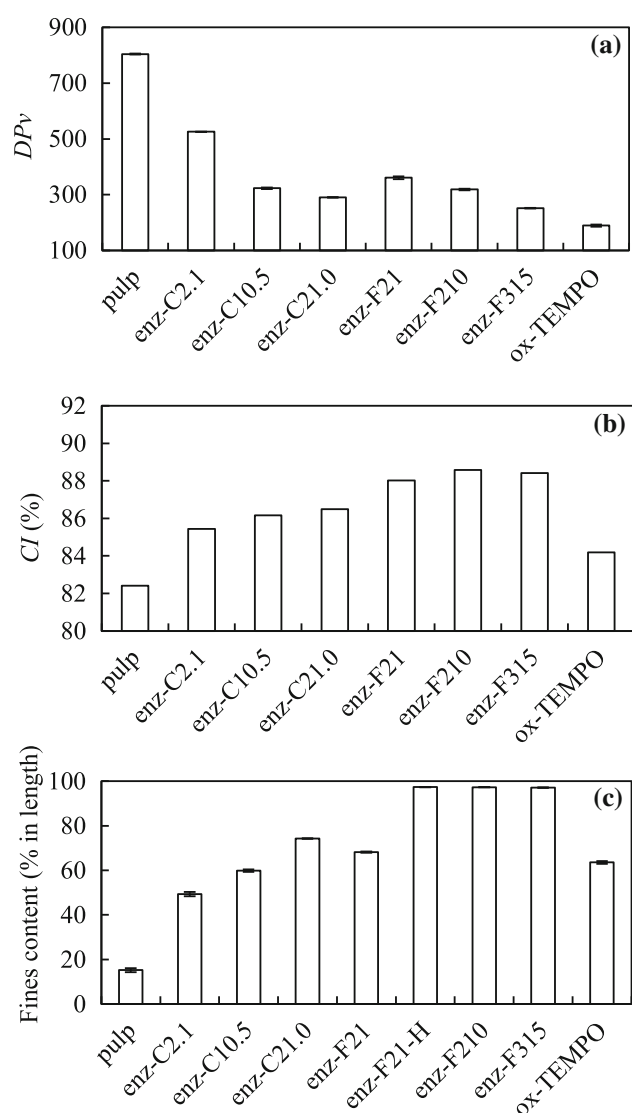 (a)
DPv
900
700
500
300
100
pulp
enz-C2.1
enz-C10.5
enz-C21.0
enz-F21
enz-F210
enz-F315
ox-TEMPO
(b)
CI (%)
92
90
88
86
84
82
80
pulp
enz-C2.1
enz-C10.5
enz-C21.0
enz-F21
enz-F210
enz-F315
ox-TEMPO
(c)
Fines content (% in length)
100
80
60
40
20
0
pulp
enz-C2.1
enz-C10.5
enz-C21.0
enz-F21
enz-F21-H
enz-F210
enz-F315
ox-TEMPO